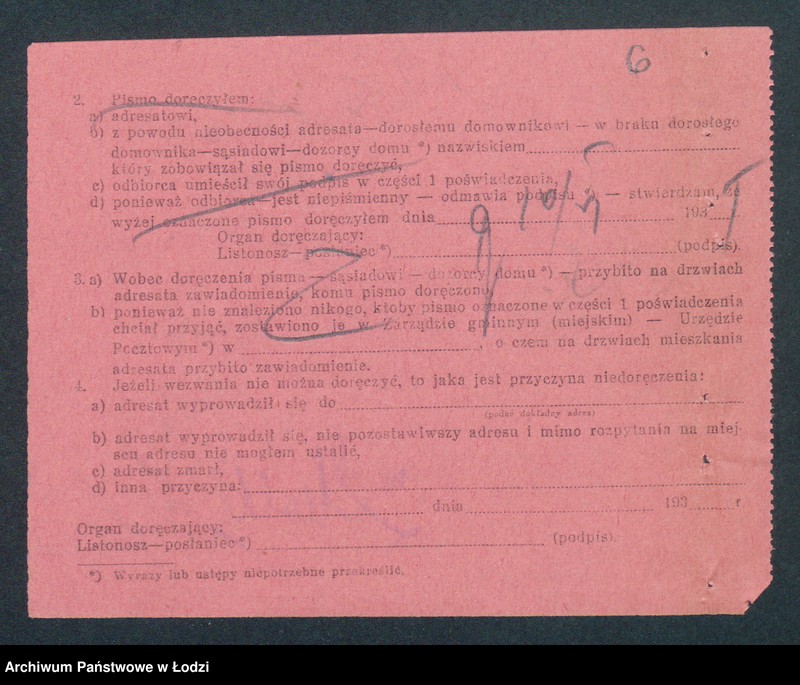 6
2. Pismo doręczyłem:
a) adresatowi,
b) z powodu nieobecności adresata—dorosłemu domownikowi — w braku dorosłego
domownika—sąsiadowi—dozorcy domu *) nazwiskiem
który zobowiązał się pismo doręczyć,
c) odbiorca umieścił swój podpis w części 1 poświadczenia,
d) ponieważ odbiorca—jest niepiśmienny — odmawia podpisu *) — stwierdzam, że
wyżej oznaczone pismo doręczyłem dnia 193
Organ doręczający:
Listonosz—posłaniec *) (podpis).
3. a) Wobec doręczenia pisma — sąsiadowi — dozorcy domu *) — przybito na drzwiach
adresata zawiadomienie, komu pismo doręczono,
b) ponieważ nie znaleziono nikogo, ktoby pismo oznaczone w części 1 poświadczenia
chciał przyjąć, zostawiono je w Zarządzie gminnym (miejskim) — Urzędzie
Pocztowym *) w , o czem na drzwiach mieszkania
adresata przybito zawiadomienie.
4. Jeżeli wezwania nie można doręczyć, to jaka jest przyczyna niedoręczenia:
a) adresat wyprowadził się do
(podać dokładny adres)
b) adresat wyprowadził się, nie pozostawiwszy adresu i mimo rozpytania na miej-
scu adresu nie mogłem ustalić,
c) adresat zmarł,
d) inna przyczyna:
dnia 193 r
Organ doręczający:
Listonosz—posłaniec *) (podpis).
*) Wyrazy lub ustępy niepotrzebne przekreślić.
Archiwum Państwowe w Łodzi